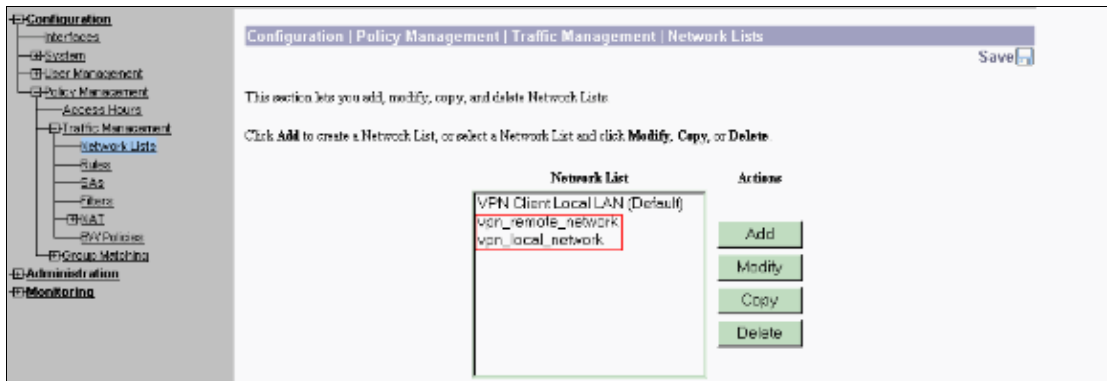 Configuration
Interfaces
System
User Management
Policy Management
Access Hours
Traffic Management
Network Lists
Rules
SAs
Filters
NAT
BW Policies
Group Matching
Administration
Monitoring
Configuration | Policy Management | Traffic Management | Network Lists
Save
This section lets you add, modify, copy, and delete Network Lists.
Click Add to create a Network List, or select a Network List and click Modify, Copy, or Delete.
Network List
Actions
VPN Client Local LAN (Default)
vpn_remote_network
vpn_local_network
Add
Modify
Copy
Delete